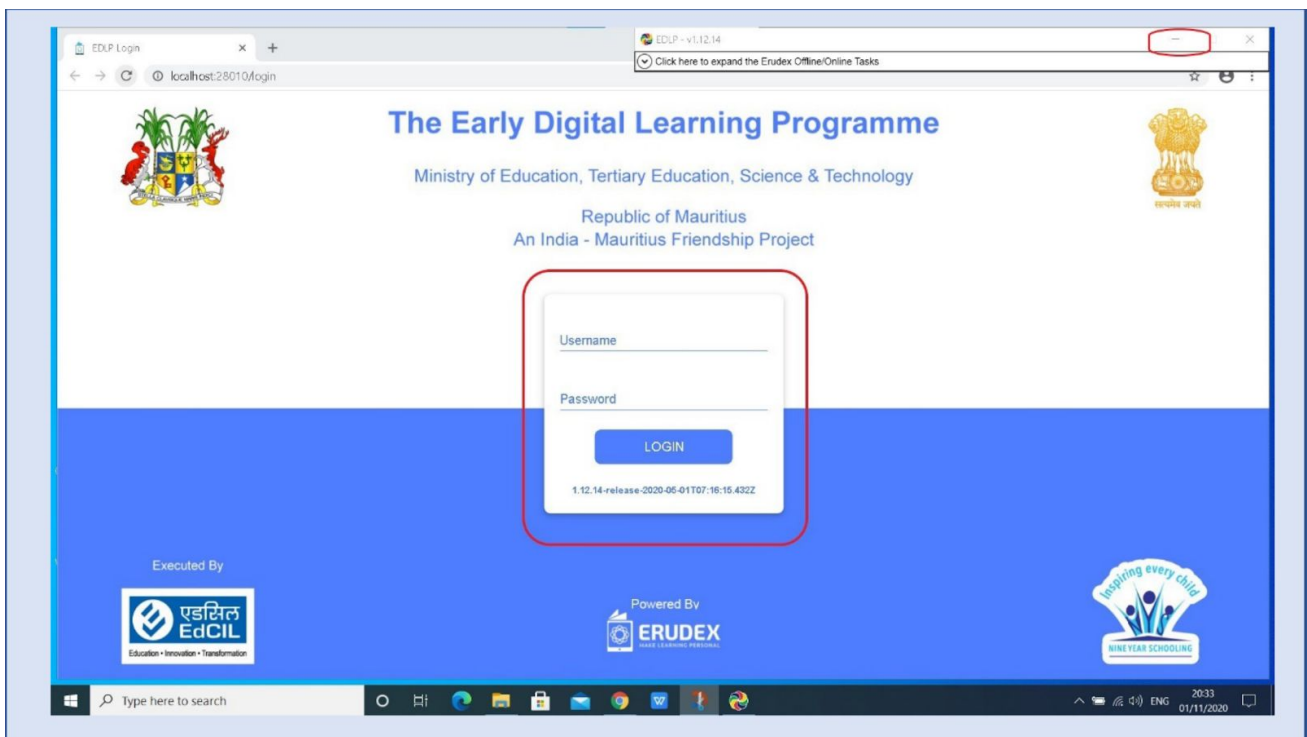 EDLP Login
EDLP - v1.12.14
Click here to expand the Erudex Offline/Online Tasks
localhost:28010/login
The Early Digital Learning Programme
Ministry of Education, Tertiary Education, Science & Technology
Republic of Mauritius
An India - Mauritius Friendship Project
सत्यमेव जयते
Username
Password
LOGIN
1.12.14-release-2020-05-01T07:16:15.432Z
Executed By
एडसिल
EdCIL
Education • Innovation • Transformation
Powered By
ERUDEX
MAKE LEARNING PERSONAL
Inspiring every child
NYS
NINE YEAR SCHOOLING
Type here to search
ENG
20:33
01/11/2020